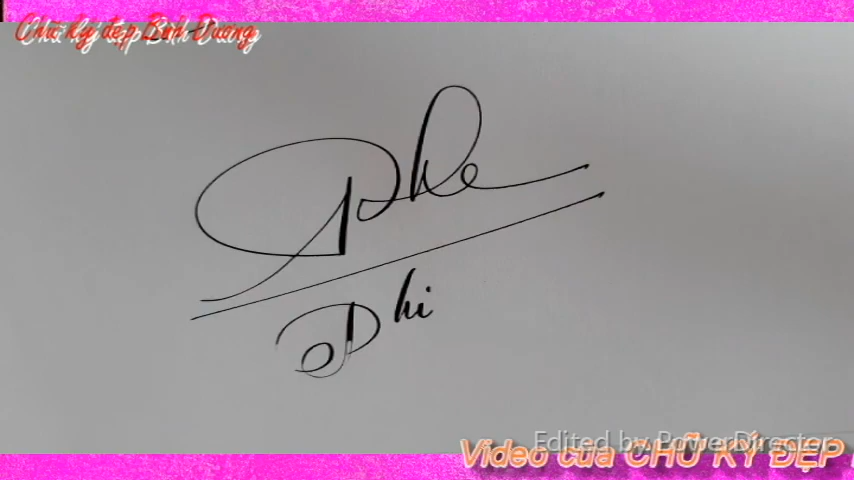 Chữ ký đẹp Bình Dương
Phi
Edited by PowerDirector
Video của CHỮ KÝ ĐẸP